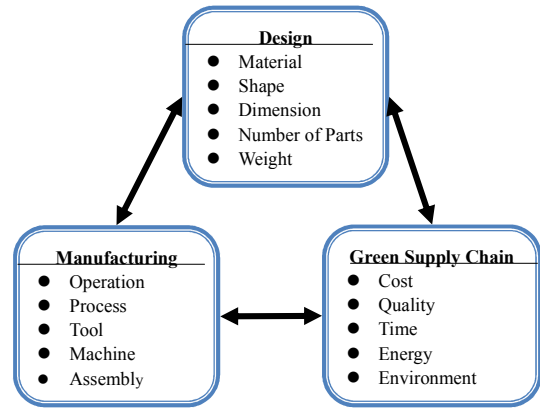 Design
● Material
● Shape
● Dimension
● Number of Parts
● Weight
Manufacturing
● Operation
● Process
● Tool
● Machine
● Assembly
Green Supply Chain
● Cost
● Quality
● Time
● Energy
● Environment